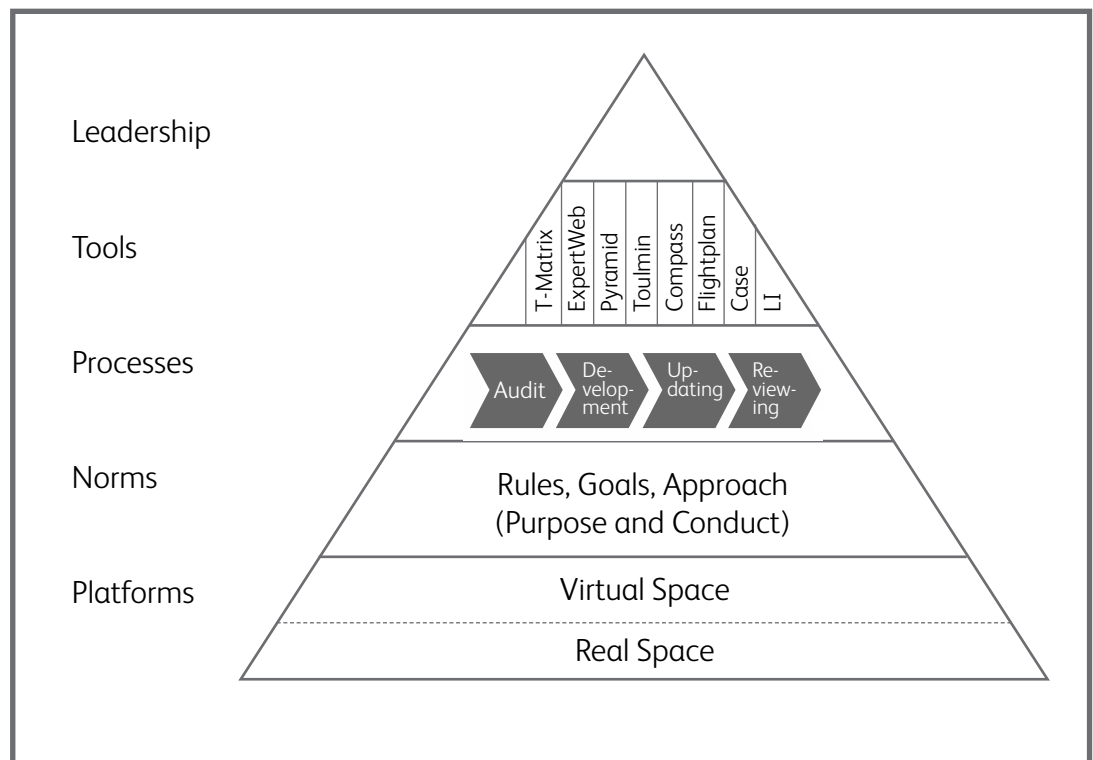 Leadership
Tools
T-Matrix
ExpertWeb
Pyramid
Toulmin
Compass
Flightplan
Case
LI
Processes
Audit
De-
velop-
ment
Up-
dating
Re-
view-
ing
Norms
Rules, Goals, Approach
(Purpose and Conduct)
Platforms
Virtual Space
Real Space